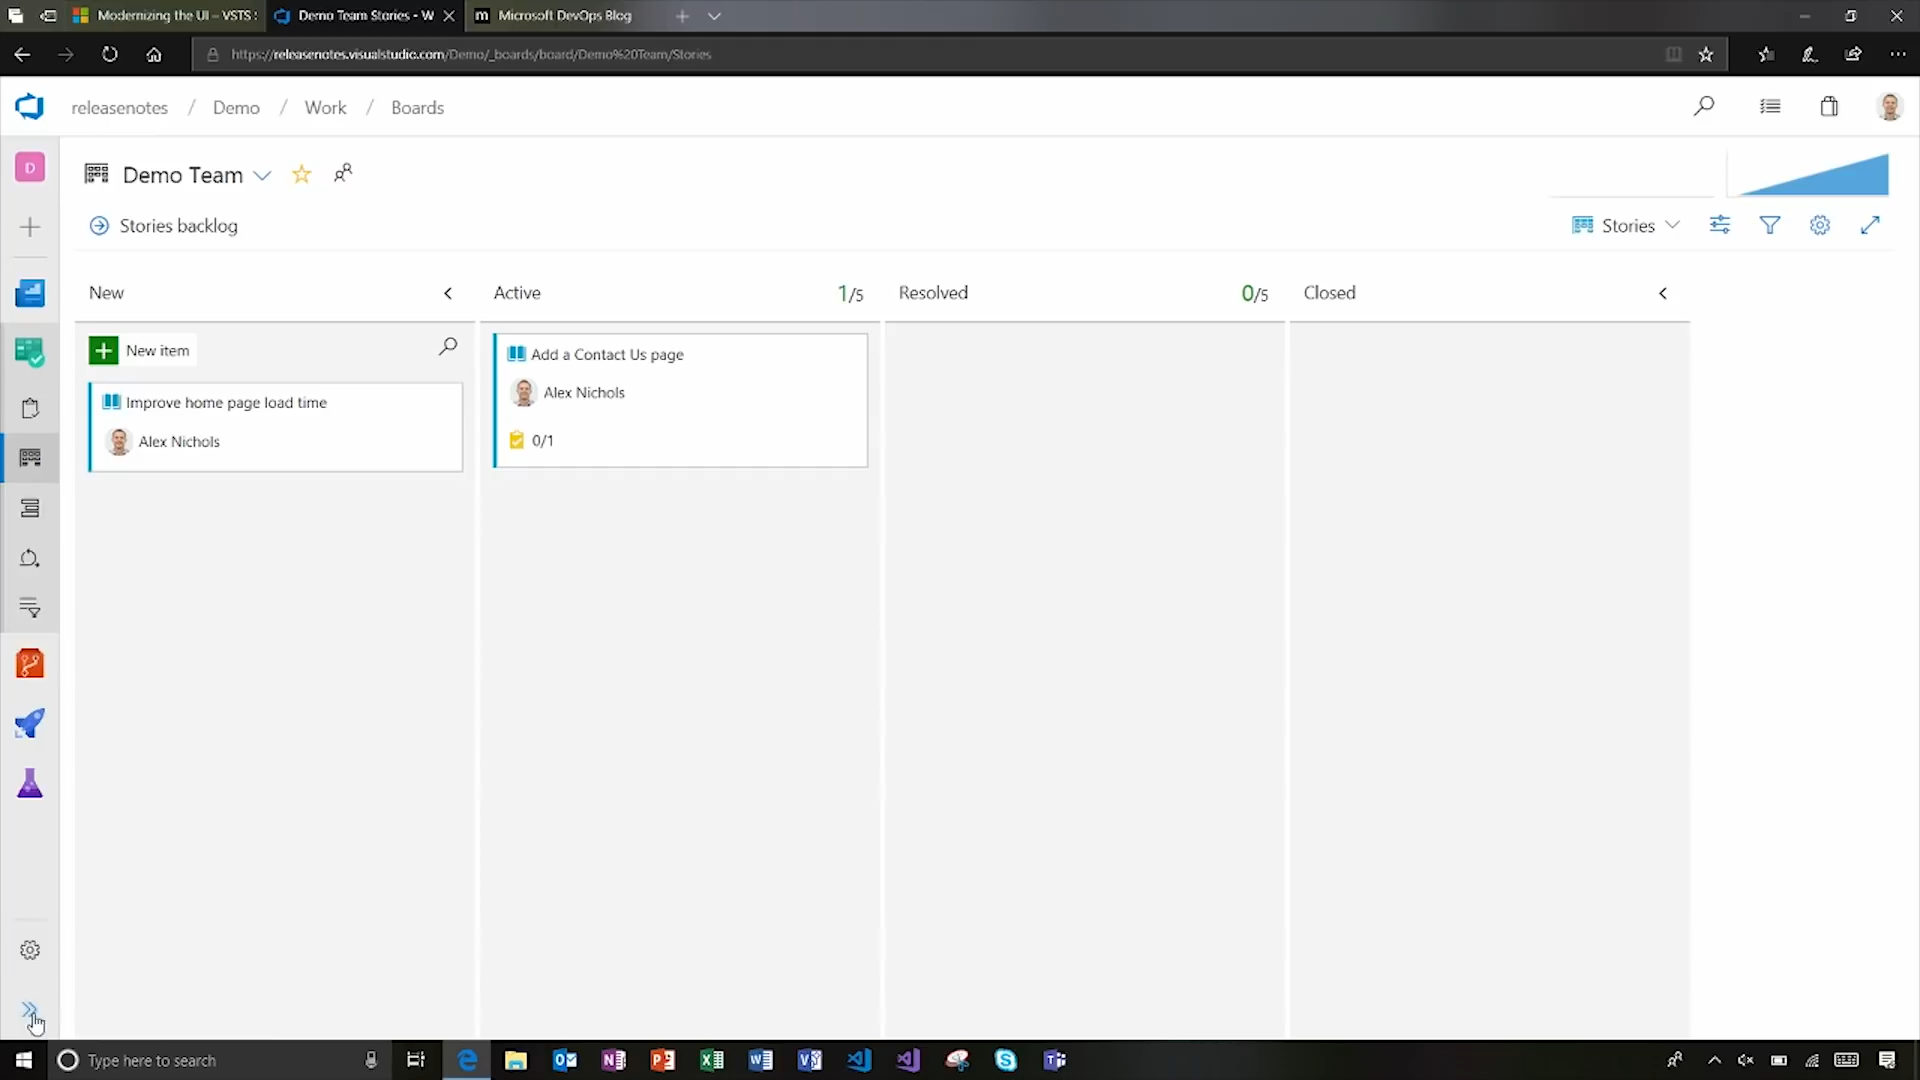 Modernizing the UI – VSTS S
Demo Team Stories - W
Microsoft DevOps Blog
https://releasenotes.visualstudio.com/Demo/_boards/board/Demo%20Team/Stories
releasenotes / Demo / Work / Boards
D
Demo Team
Stories backlog
Stories
New
Active 1/5
Resolved 0/5
Closed
New item
Improve home page load time
Alex Nichols
Add a Contact Us page
Alex Nichols
0/1
Type here to search